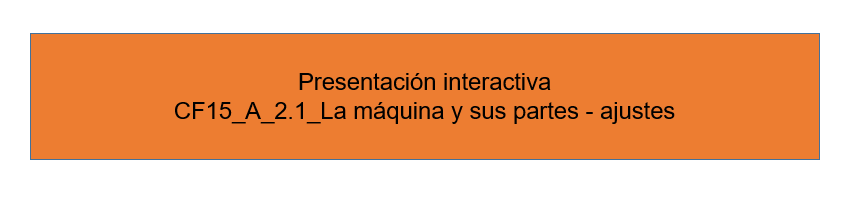 Presentación interactiva
CF15_A_2.1_La máquina y sus partes - ajustes